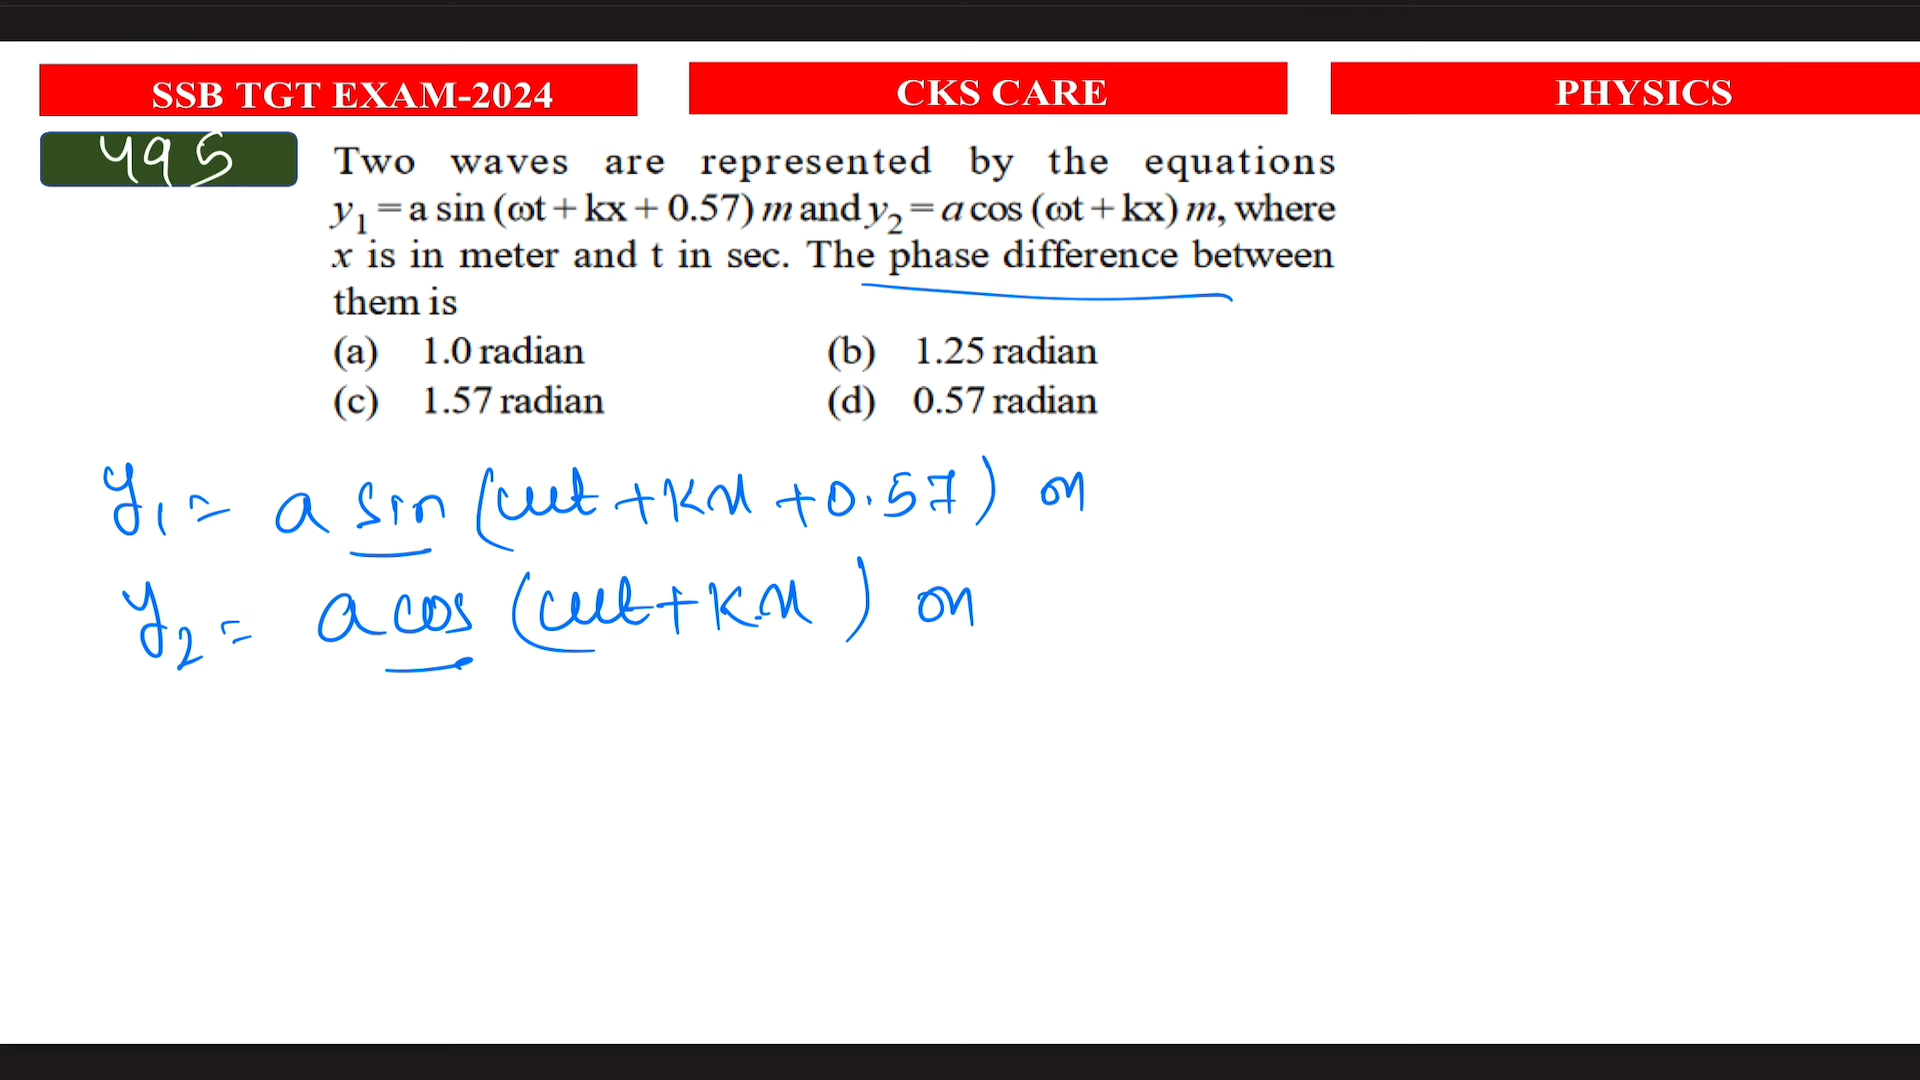 SSB TGT EXAM-2024 CKS CARE PHYSICS
495
Two waves are represented by the equations
y₁ = a sin (ωt + kx + 0.57) m and y₂ = a cos (ωt + kx) m, where
x is in meter and t in sec. The phase difference between
them is
(a) 1.0 radian (b) 1.25 radian
(c) 1.57 radian (d) 0.57 radian
y₁ = a sin (ωt + kx + 0.57) m
y₂ = a cos (ωt + kx) m